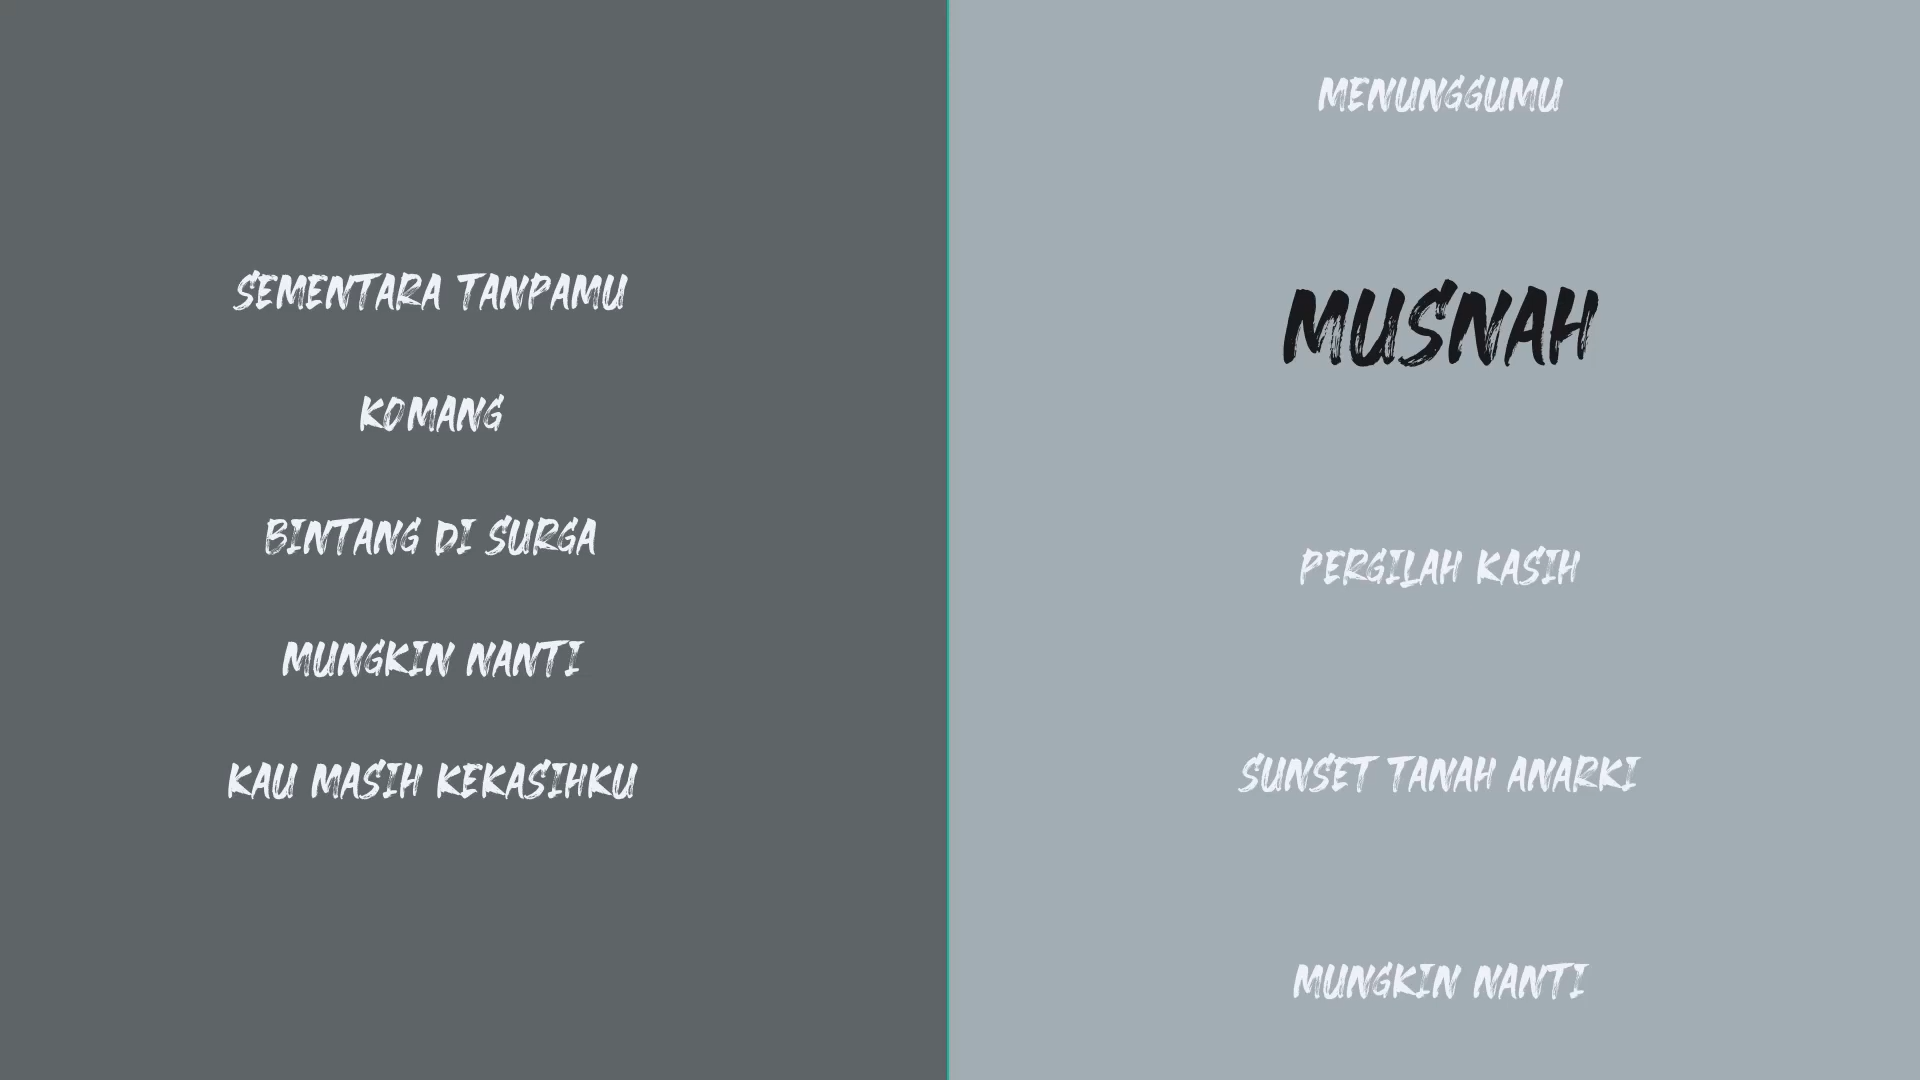 SEMENTARA TANPAMU
KOMANG
BINTANG DI SURGA
MUNGKIN NANTI
KAU MASIH KEKASIHKU
MENUNGGUMU
MUSNAH
PERGILAH KASIH
SUNSET TANAH ANARKI
MUNGKIN NANTI